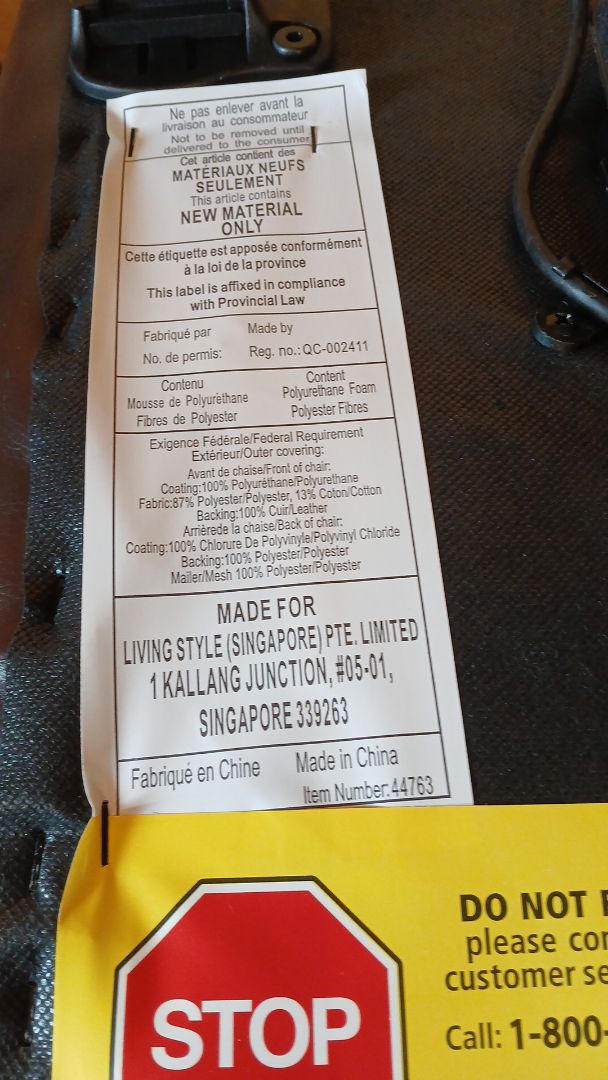 Ne pas enlever avant la
livraison au consommateur
Not to be removed until
delivered to the consumer
Cet article contient des
MATÉRIAUX NEUFS
SEULEMENT
This article contains
NEW MATERIAL
ONLY
Cette étiquette est apposée conformément
à la loi de la province
This label is affixed in compliance
with Provincial Law
Fabriqué par Made by
No. de permis: Reg. no.:QC-002411
Contenu Content
Mousse de Polyuréthane Polyurethane Foam
Fibres de Polyester Polyester Fibres
Exigence Fédérale/Federal Requirement
Extérieur/Outer covering:
Avant de chaise/Front of chair:
Coating:100% Polyuréthane/Polyurethane
Fabric:87% Polyester/Polyester, 13% Coton/Cotton
Backing:100% Cuir/Leather
Arrièrede la chaise/Back of chair:
Coating:100% Chlorure De Polyvinyle/Polyvinyl Chloride
Backing:100% Polyester/Polyester
Mailer/Mesh 100% Polyester/Polyester
MADE FOR
LIVING STYLE (SINGAPORE) PTE. LIMITED
1 KALLANG JUNCTION, #05-01,
SINGAPORE 339263
Fabriqué en Chine Made in China
Item Number:44763
STOP
DO NOT
please
customer
Call: 1-800-